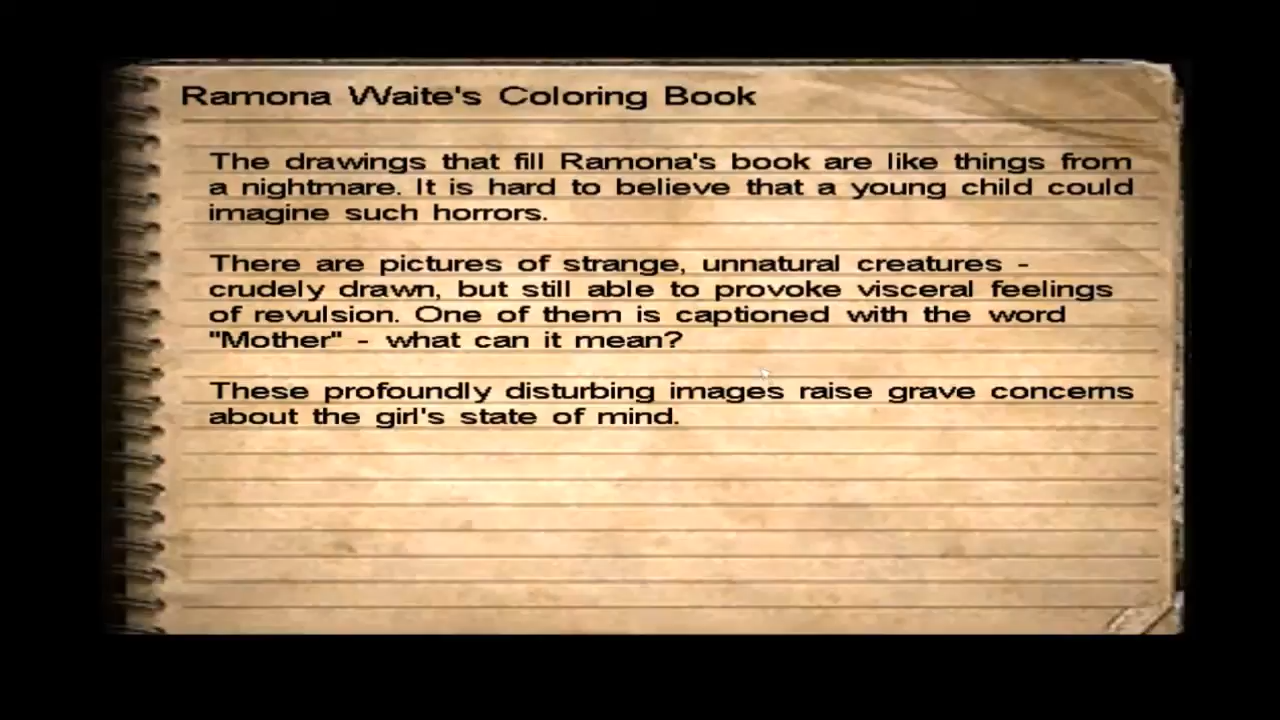 Ramona Waite's Coloring Book
The drawings that fill Ramona's book are like things from
a nightmare. It is hard to believe that a young child could
imagine such horrors.
There are pictures of strange, unnatural creatures -
crudely drawn, but still able to provoke visceral feelings
of revulsion. One of them is captioned with the word
"Mother" - what can it mean?
These profoundly disturbing images raise grave concerns
about the girl's state of mind.